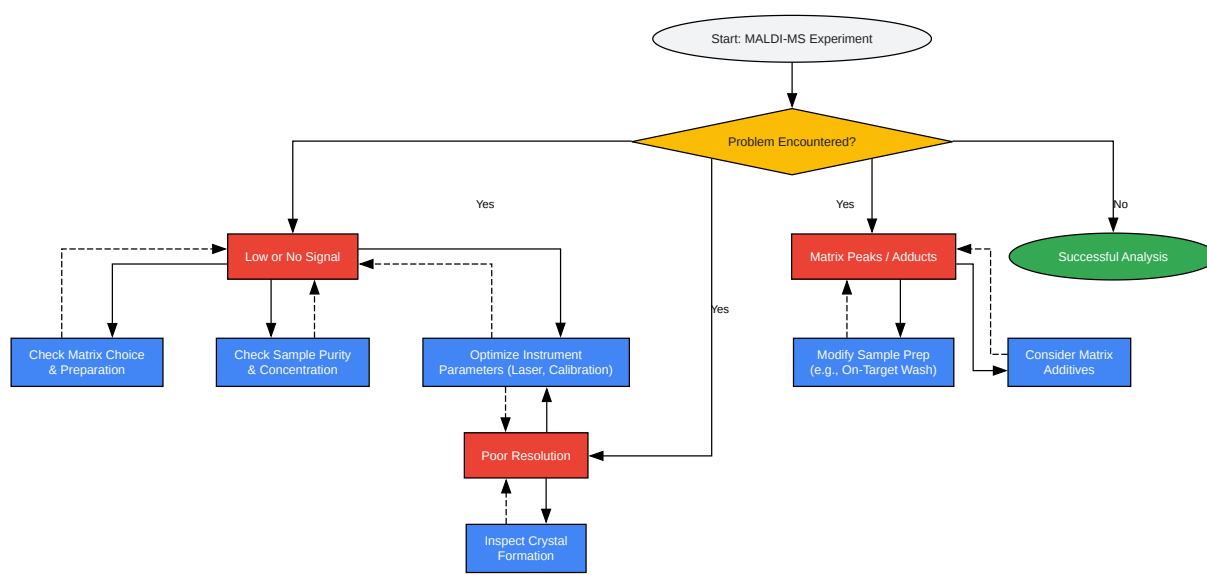 Start: MALDI-MS Experiment
Problem Encountered?
Yes
Yes
No
Low or No Signal
Matrix Peaks / Adducts
Successful Analysis
Yes
Check Matrix Choice
& Preparation
Check Sample Purity
& Concentration
Optimize Instrument
Parameters (Laser, Calibration)
Modify Sample Prep
(e.g., On-Target Wash)
Consider Matrix
Additives
Poor Resolution
Inspect Crystal
Formation